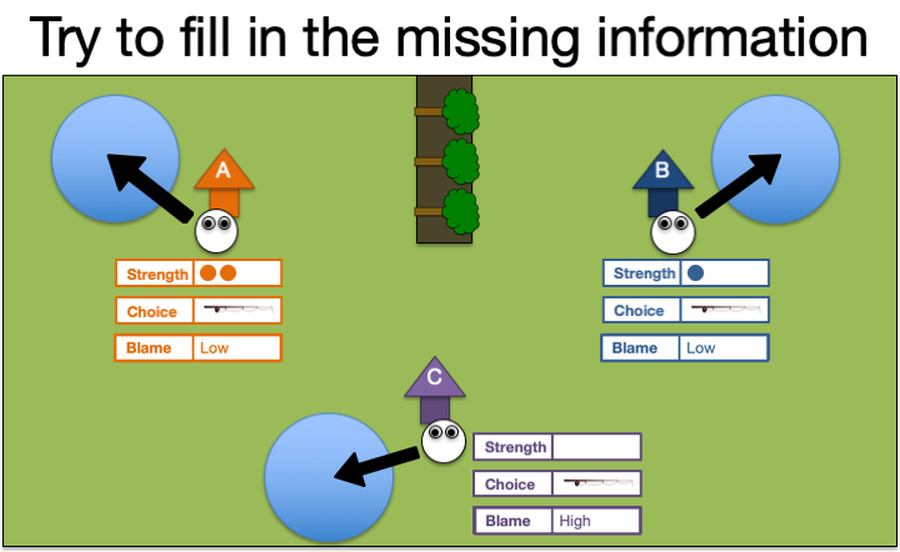 Try to fill in the missing information
A
B
Strength
Choice
Blame Low
Strength
Choice
Blame Low
C
Strength
Choice
Blame High